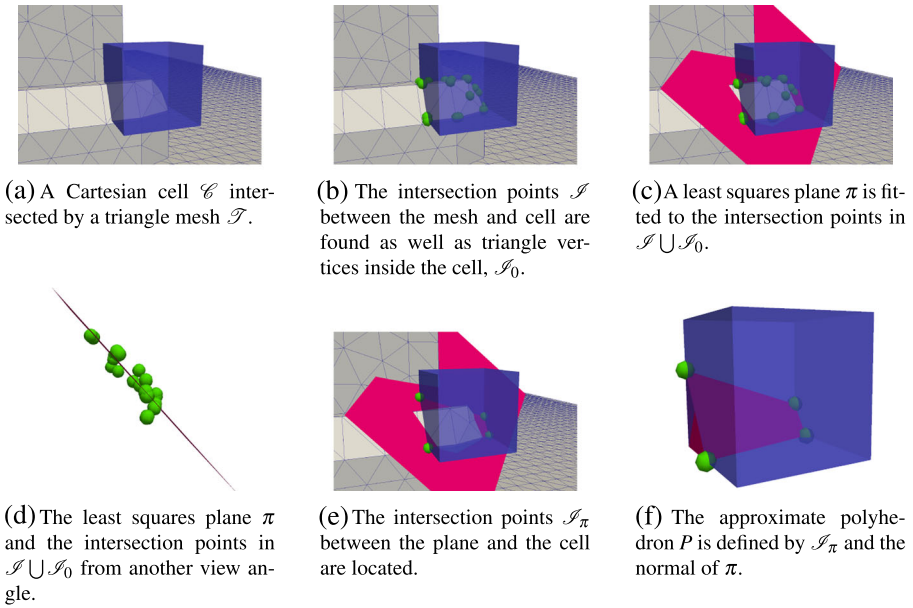 (a) A Cartesian cell 𝒞 inter-
sected by a triangle mesh 𝒯.
(b) The intersection points ℐ
between the mesh and cell are
found as well as triangle ver-
tices inside the cell, ℐ₀.
(c) A least squares plane π is fit-
ted to the intersection points in
ℐ ⋃ ℐ₀.
(d) The least squares plane π
and the intersection points in
ℐ ⋃ ℐ₀ from another view an-
gle.
(e) The intersection points ℐπ
between the plane and the cell
are located.
(f) The approximate polyhe-
dron P is defined by ℐπ and the
normal of π.